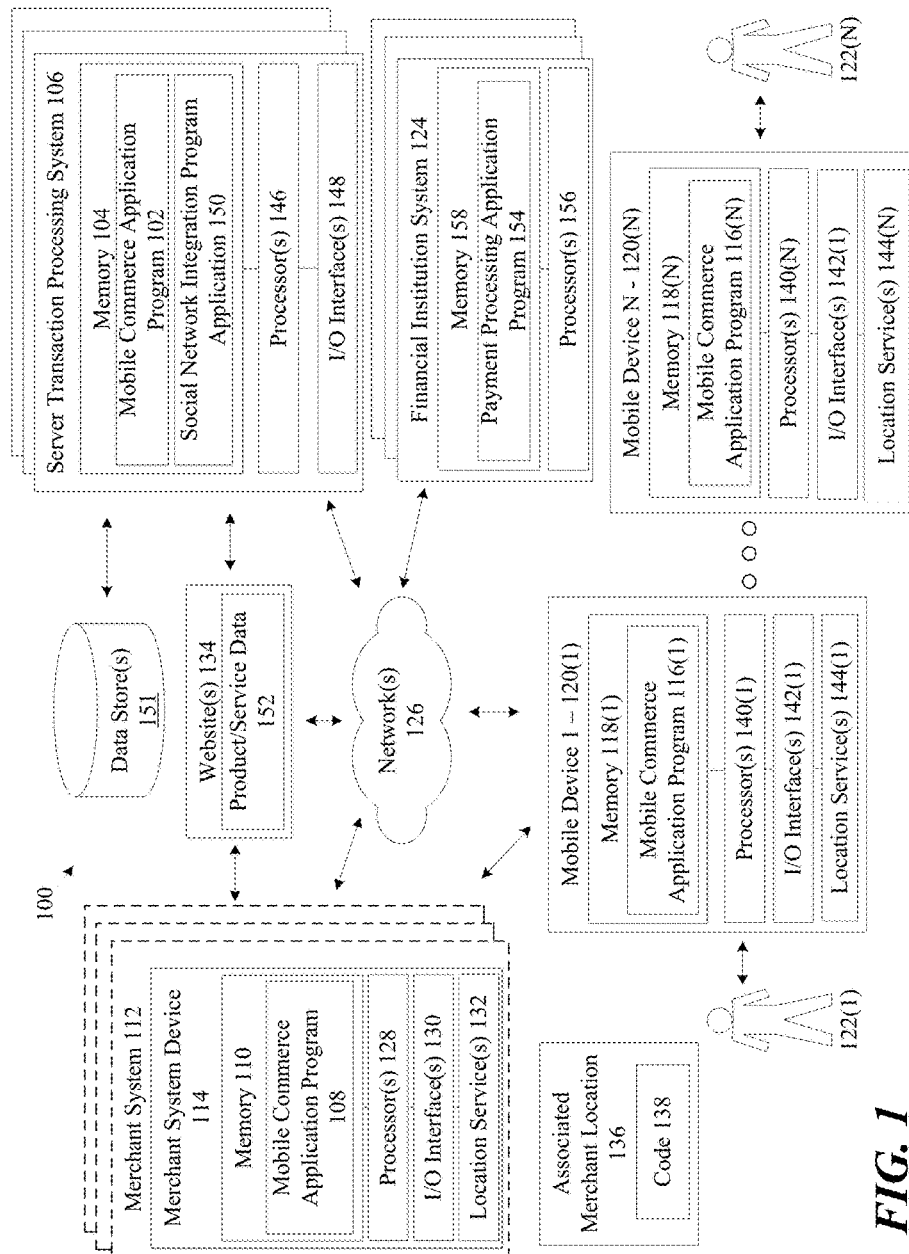 100
Merchant System 112
Merchant System Device
114
Memory 110
Mobile Commerce
Application Program
108
Processor(s) 128
I/O Interface(s) 130
Location Service(s) 132
Data Store(s)
151
Website(s) 134
Product/Service Data
152
Network(s)
126
Server Transaction Processing System 106
Memory 104
Mobile Commerce Application
Program 102
Social Network Integration Program
Application 150
Processor(s) 146
I/O Interface(s) 148
Financial Institution System 124
Memory 158
Payment Processing Application
Program 154
Processor(s) 156
Associated
Merchant Location
136
Code 138
122(1)
Mobile Device 1 – 120(1)
Memory 118(1)
Mobile Commerce
Application Program 116(1)
Processor(s) 140(1)
I/O Interface(s) 142(1)
Location Service(s) 144(1)
Mobile Device N - 120(N)
Memory 118(N)
Mobile Commerce
Application Program 116(N)
Processor(s) 140(N)
I/O Interface(s) 142(1)
Location Service(s) 144(N)
122(N)
FIG. 1